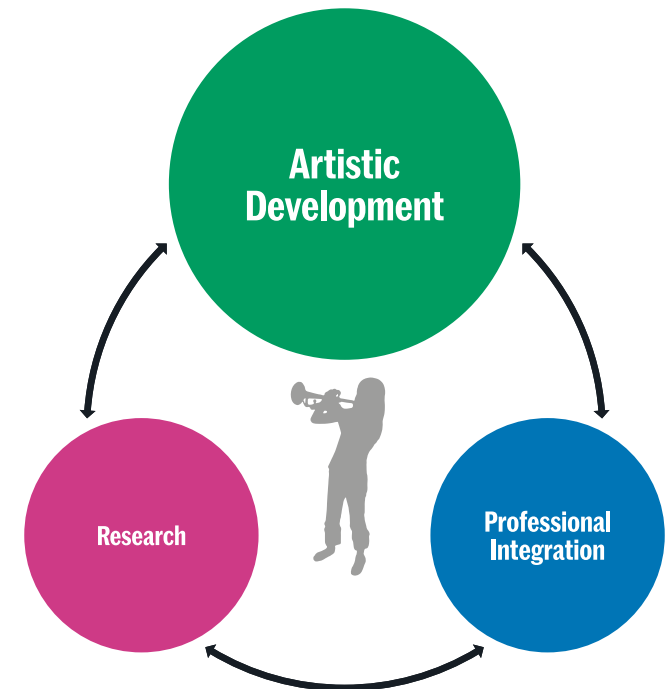 Artistic
Development
Research
Professional
Integration